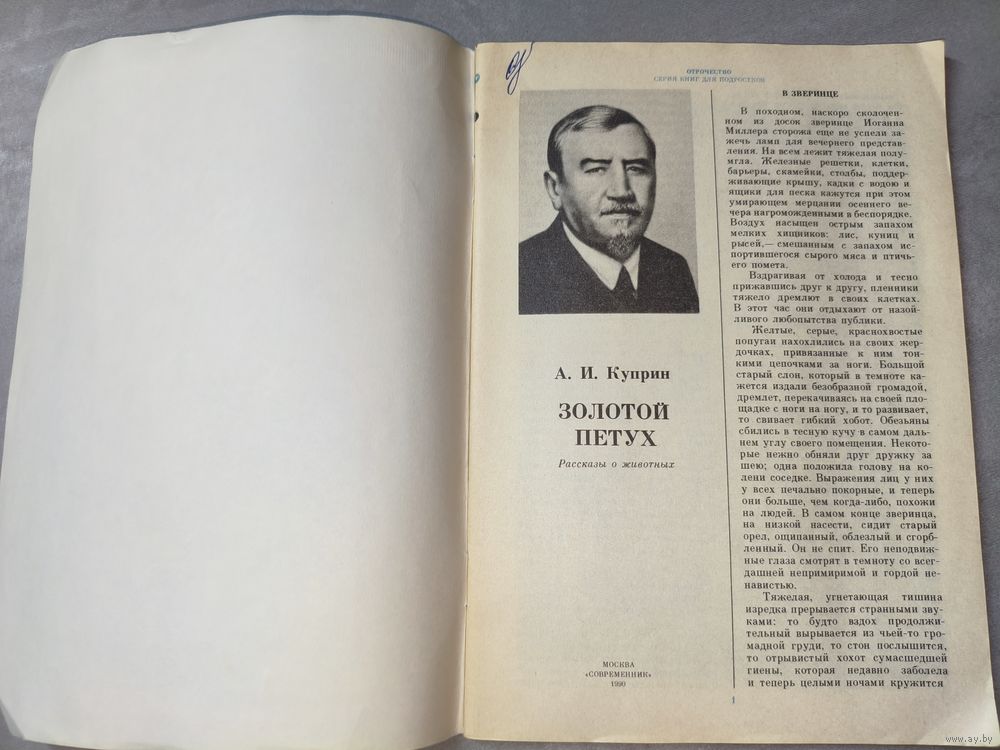 ОТРОЧЕСТВО
СЕРИЯ КНИГ ДЛЯ ПОДРОСТКОВ
А. И. Куприн
ЗОЛОТОЙ
ПЕТУХ
Рассказы о животных
МОСКВА
«СОВРЕМЕННИК»
1990
В ЗВЕРИНЦЕ
В походном, наскоро сколочен-
ном из досок зверинце Иоганна
Миллера сторожа еще не успели за-
жечь ламп для вечернего представ-
ления. На всем лежит тяжелая полу-
мгла. Железные решетки, клетки,
барьеры, скамейки, столбы, поддер-
живающие крышу, кадки с водою и
ящики для песка кажутся при этом
умирающем мерцании осеннего ве-
чера нагроможденными в беспорядке.
Воздух насыщен острым запахом
мелких хищников: лис, куниц и
рысей,— смешанным с запахом ис-
портившегося сырого мяса и птичь-
его помета.
Вздрагивая от холода и тесно
прижавшись друг к другу, пленники
тяжело дремлют в своих клетках.
В этот час они отдыхают от назой-
ливого любопытства публики.
Желтые, серые, краснохвостые
попугаи нахохлились на своих жер-
дочках, привязанные к ним тон-
кими цепочками за ноги. Большой
старый слон, который в темноте ка-
жется издали безобразной громадой,
дремлет, перекачиваясь на своей пло-
щадке с ноги на ногу, и то развивает,
то свивает гибкий хобот. Обезьяны
сбились в тесную кучу в самом даль-
нем углу своего помещения. Некото-
рые нежно обняли друг дружку за
шею; одна положила голову на ко-
лени соседке. Выражения лиц у них
у всех печально покорные, и теперь
они больше, чем когда-либо, похожи
на людей. В самом конце зверинца,
на низкой насести, сидит старый
орел, ощипанный, облезлый и сгорб-
ленный. Он не спит. Его неподвиж-
ные глаза смотрят в темноту со всег-
дашней непримиримой и гордой не-
навистью.
Тяжелая, угнетающая тишина
изредка прерывается странными зву-
ками: то будто вздох продолжи-
тельный вырывается из чьей-то гро-
мадной груди, то стон послышится,
то отрывистый хохот сумасшедшей
гиены, которая недавно заболела
и теперь целыми ночами кружится
1
www.ay.by